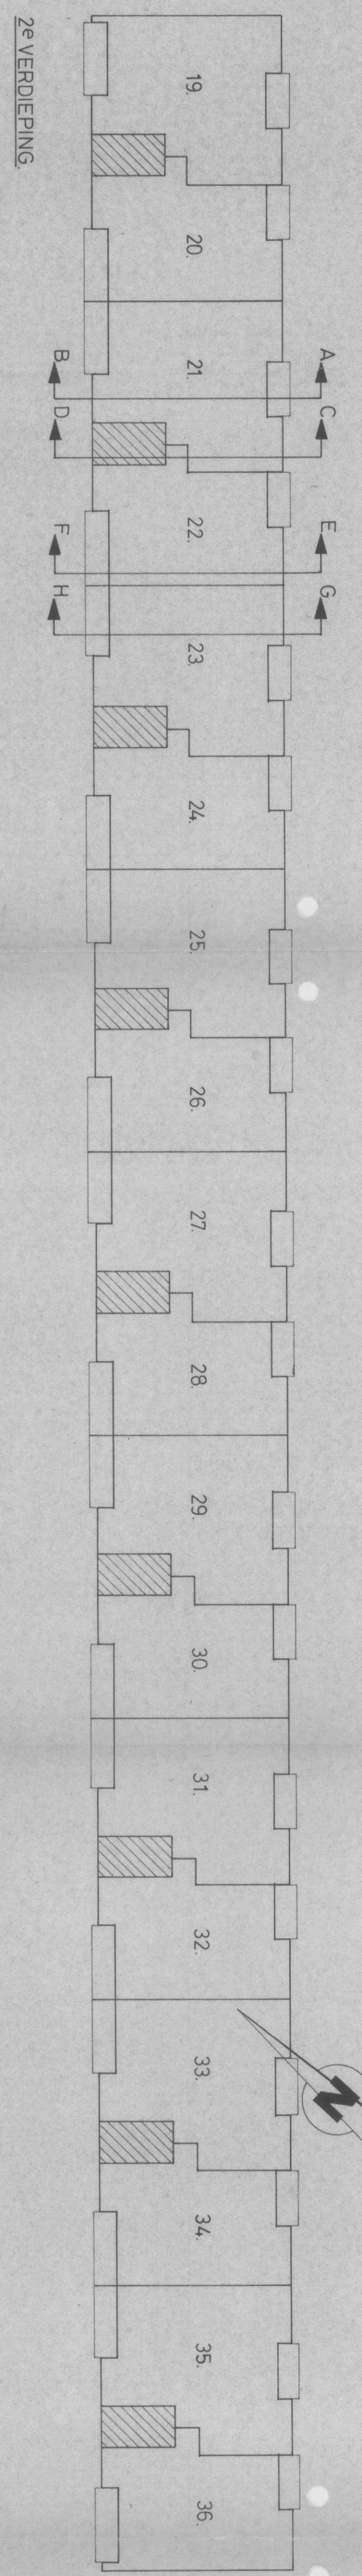 2e VERDIEPING.
19.
20.
21.
22.
23.
24.
25.
26.
27.
28.
29.
30.
31.
32.
33.
34.
35.
36.
A
C
E
G
B
D
F
H
N